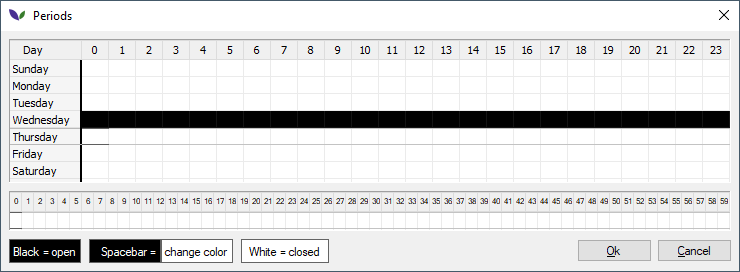 Periods
Day 0 1 2 3 4 5 6 7 8 9 10 11 12 13 14 15 16 17 18 19 20 21 22 23
Sunday
Monday
Tuesday
Wednesday
Thursday
Friday
Saturday
0 1 2 3 4 5 6 7 8 9 10 11 12 13 14 15 16 17 18 19 20 21 22 23 24 25 26 27 28 29 30 31 32 33 34 35 36 37 38 39 40 41 42 43 44 45 46 47 48 49 50 51 52 53 54 55 56 57 58 59
Black = open Spacebar = change color White = closed Ok Cancel